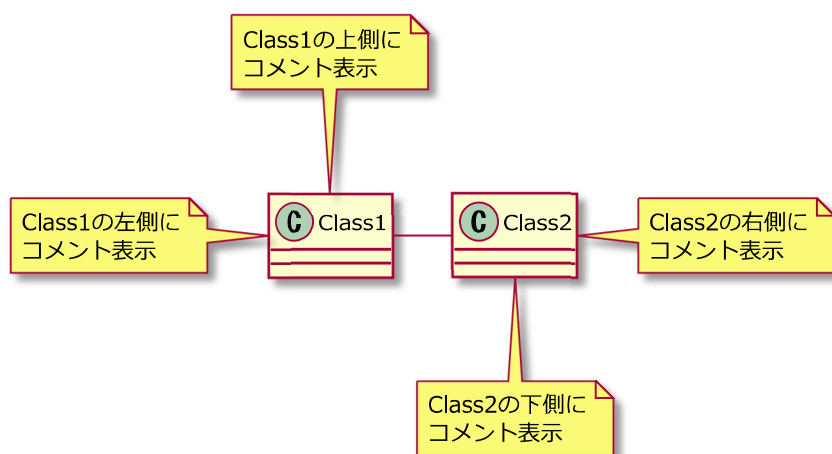 Class1の上側に
コメント表示
Class1の左側に
コメント表示
C Class1
C Class2
Class2の右側に
コメント表示
Class2の下側に
コメント表示